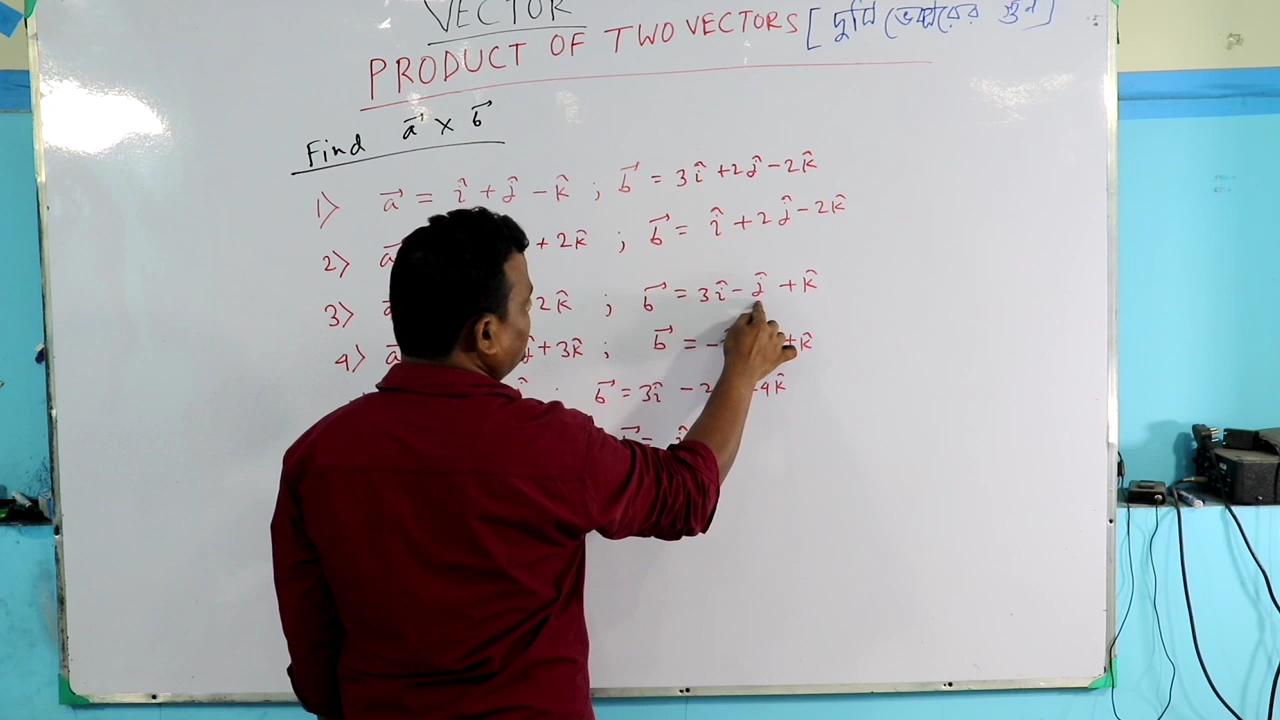 VECTOR
PRODUCT OF TWO VECTORS [দুটি ভেক্টরের গুন]
Find a⃗ × b⃗
1) a⃗ = î + ĵ - k̂ ; b⃗ = 3î + 2ĵ - 2k̂
2) a⃗ + 2k̂ ; b⃗ = î + 2ĵ - 2k̂
3) 2k̂ ; b⃗ = 3î - ĵ + k̂
4) a⃗ ĵ + 3k̂ ; b⃗ = - + k̂
b⃗ = 3î - 2 4k̂
b⃗ =